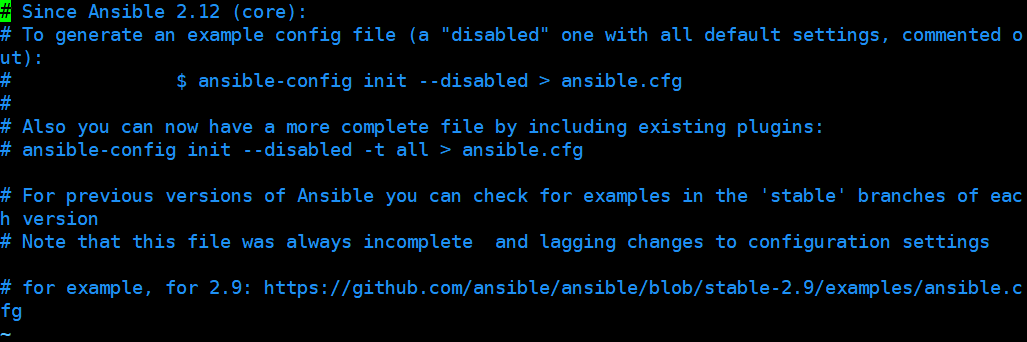 # Since Ansible 2.12 (core):
# To generate an example config file (a "disabled" one with all default settings, commented o
ut):
#               $ ansible-config init --disabled > ansible.cfg
#
# Also you can now have a more complete file by including existing plugins:
# ansible-config init --disabled -t all > ansible.cfg

# For previous versions of Ansible you can check for examples in the 'stable' branches of eac
h version
# Note that this file was always incomplete  and lagging changes to configuration settings

# for example, for 2.9: https://github.com/ansible/ansible/blob/stable-2.9/examples/ansible.c
fg
~